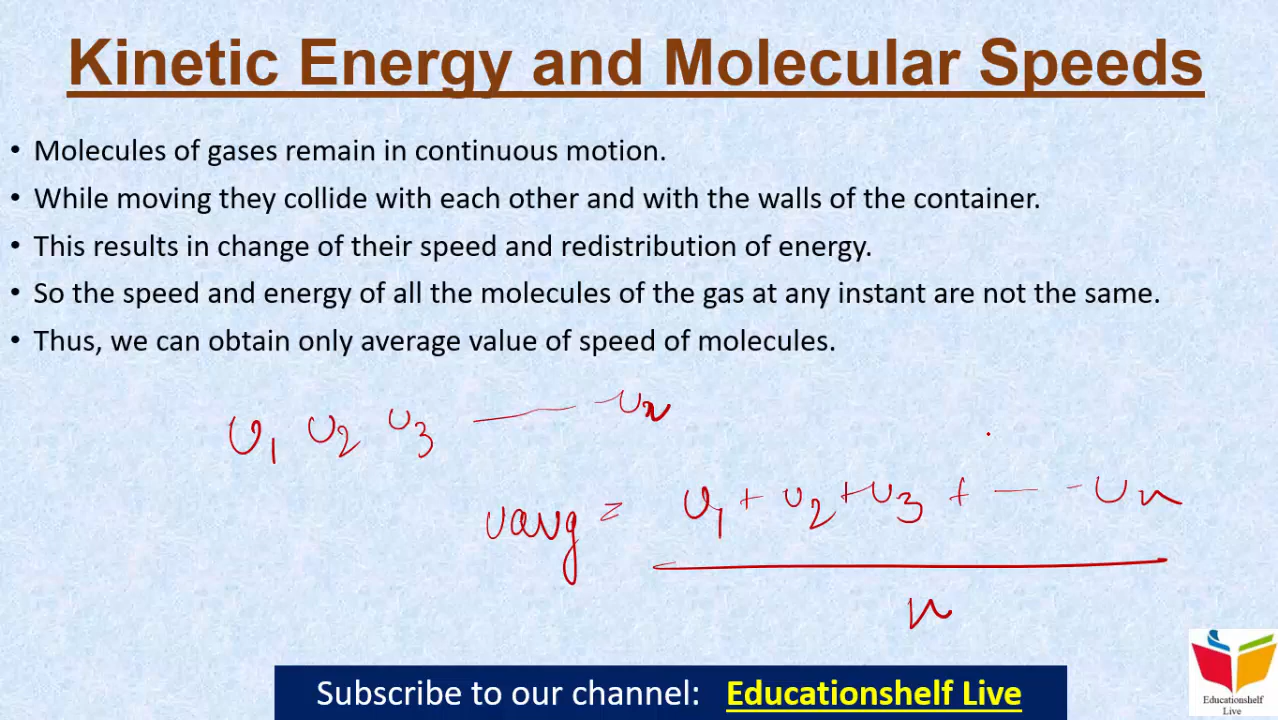 Kinetic Energy and Molecular Speeds
• Molecules of gases remain in continuous motion.
• While moving they collide with each other and with the walls of the container.
• This results in change of their speed and redistribution of energy.
• So the speed and energy of all the molecules of the gas at any instant are not the same.
• Thus, we can obtain only average value of speed of molecules.
u1 u2 u3 —— un
uavg = u1 + u2 + u3 + — - un
n
Subscribe to our channel: Educationshelf Live
Educationshelf
Live